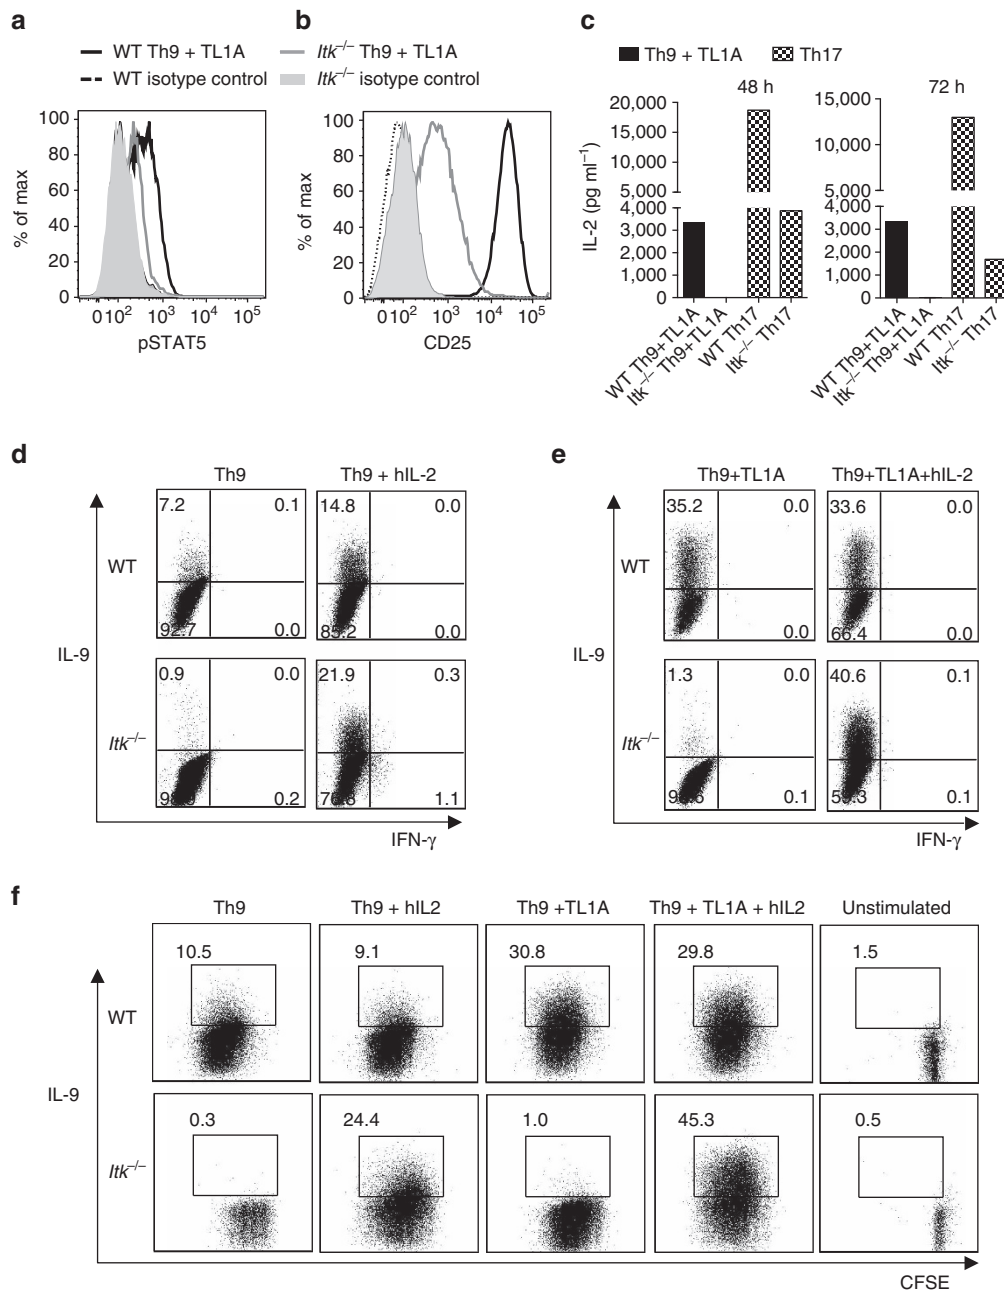 a
b
c
WT Th9 + TL1A
Itk–/– Th9 + TL1A
WT isotype control
Itk–/– isotype control
Th9 + TL1A
Th17
100
80
60
40
20
0
% of max
0 10² 10³ 10⁴ 10⁵
pSTAT5
100
80
60
40
20
0
% of max
0 10² 10³ 10⁴ 10⁵
CD25
48 h
20,000
15,000
10,000
5,000
4,000
3,000
2,000
1,000
0
IL-2 (pg ml–1)
WT Th9+TL1A
Itk–/– Th9+TL1A
WT Th17
Itk–/– Th17
72 h
15,000
10,000
5,000
4,000
3,000
2,000
1,000
0
WT Th9+TL1A
Itk–/– Th9+TL1A
WT Th17
Itk–/– Th17
d
Th9
Th9 + hIL-2
7.2 0.1
14.8 0.0
WT
92.7 0.0
85.2 0.0
IL-9
0.9 0.0
21.9 0.3
Itk–/–
0.2
1.1
IFN-γ
e
Th9+TL1A
Th9+TL1A+hIL-2
35.2 0.0
33.6 0.0
WT
0.0
66.4 0.0
IL-9
1.3 0.0
40.6 0.1
Itk–/–
0.1
59.3 0.1
IFN-γ
f
Th9
Th9 + hIL2
Th9 +TL1A
Th9 + TL1A + hIL2
Unstimulated
10.5
9.1
30.8
29.8
1.5
WT
IL-9
0.3
24.4
1.0
45.3
0.5
Itk–/–
CFSE